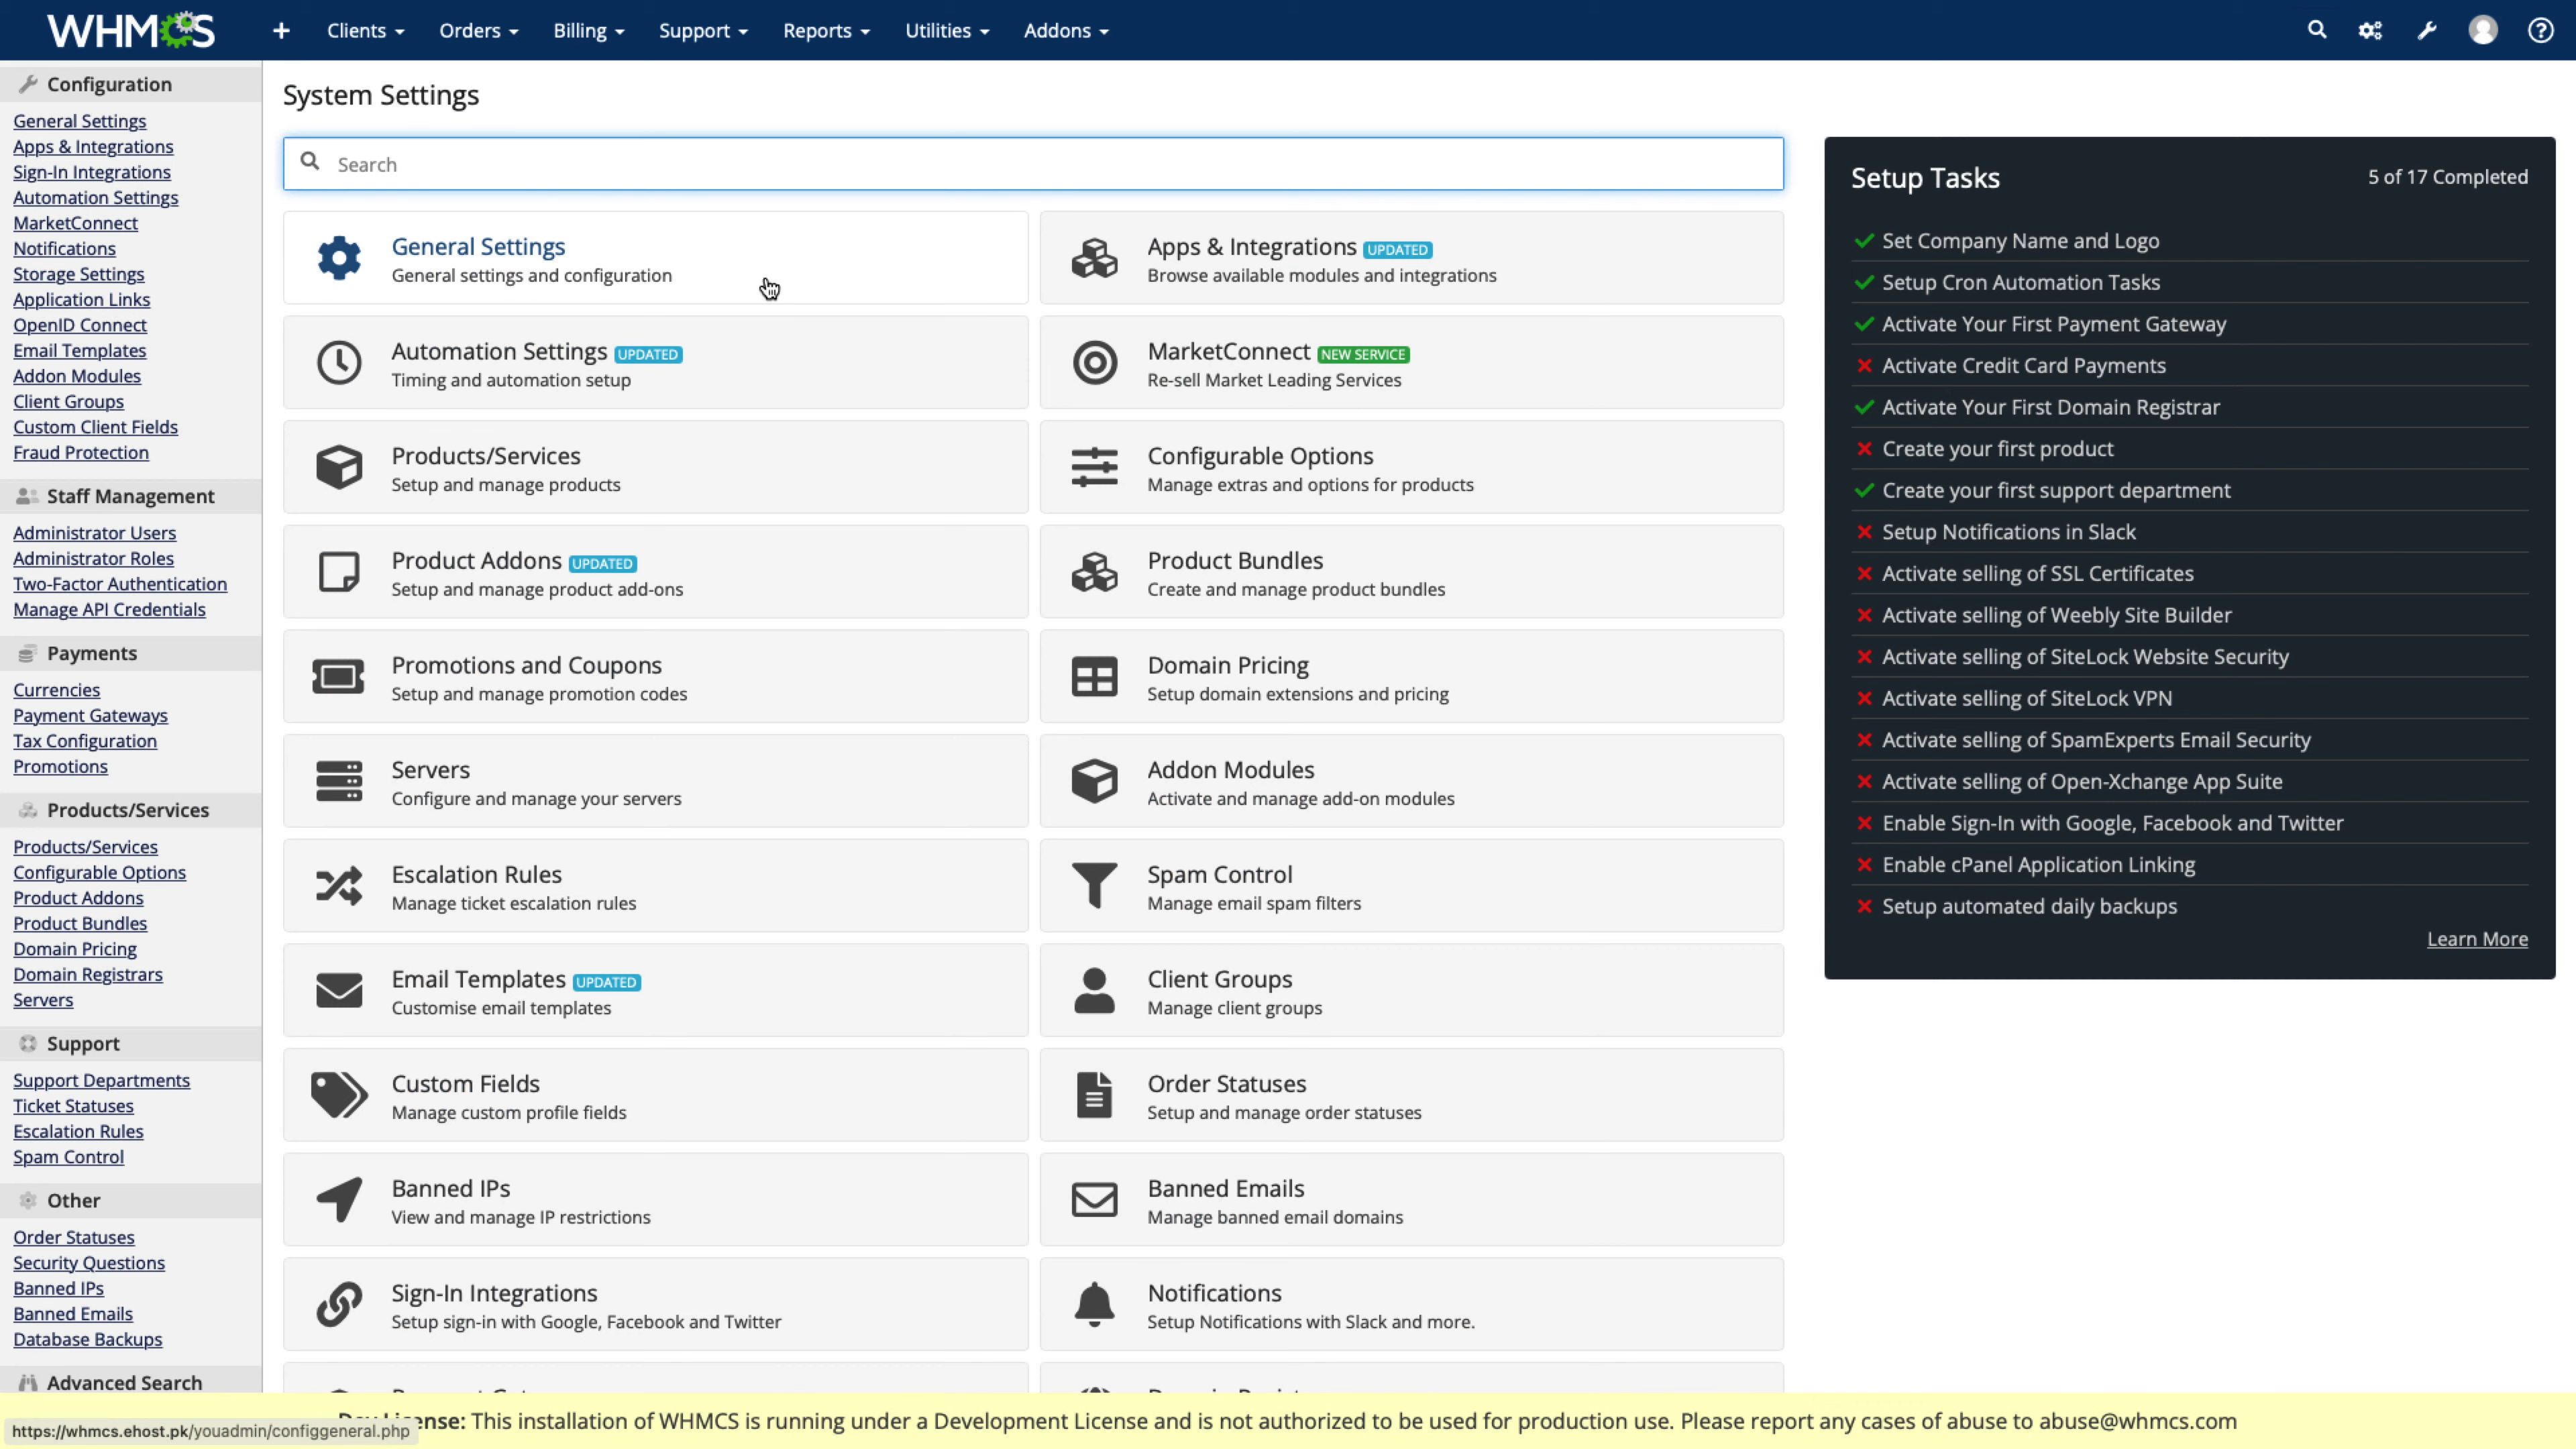 WHMCS
Clients
Orders
Billing
Support
Reports
Utilities
Addons
Configuration
General Settings
Apps & Integrations
Sign-In Integrations
Automation Settings
MarketConnect
Notifications
Storage Settings
Application Links
OpenID Connect
Email Templates
Addon Modules
Client Groups
Custom Client Fields
Fraud Protection
Staff Management
Administrator Users
Administrator Roles
Two-Factor Authentication
Manage API Credentials
Payments
Currencies
Payment Gateways
Tax Configuration
Promotions
Products/Services
Products/Services
Configurable Options
Product Addons
Product Bundles
Domain Pricing
Domain Registrars
Servers
Support
Support Departments
Ticket Statuses
Escalation Rules
Spam Control
Other
Order Statuses
Security Questions
Banned IPs
Banned Emails
Database Backups
Advanced Search
System Settings
Search
General Settings
General settings and configuration
Apps & Integrations UPDATED
Browse available modules and integrations
Automation Settings UPDATED
Timing and automation setup
MarketConnect NEW SERVICE
Re-sell Market Leading Services
Products/Services
Setup and manage products
Configurable Options
Manage extras and options for products
Product Addons UPDATED
Setup and manage product add-ons
Product Bundles
Create and manage product bundles
Promotions and Coupons
Setup and manage promotion codes
Domain Pricing
Setup domain extensions and pricing
Servers
Configure and manage your servers
Addon Modules
Activate and manage add-on modules
Escalation Rules
Manage ticket escalation rules
Spam Control
Manage email spam filters
Email Templates UPDATED
Customise email templates
Client Groups
Manage client groups
Custom Fields
Manage custom profile fields
Order Statuses
Setup and manage order statuses
Banned IPs
View and manage IP restrictions
Banned Emails
Manage banned email domains
Sign-In Integrations
Setup sign-in with Google, Facebook and Twitter
Notifications
Setup Notifications with Slack and more.
Setup Tasks
5 of 17 Completed
Set Company Name and Logo
Setup Cron Automation Tasks
Activate Your First Payment Gateway
Activate Credit Card Payments
Activate Your First Domain Registrar
Create your first product
Create your first support department
Setup Notifications in Slack
Activate selling of SSL Certificates
Activate selling of Weebly Site Builder
Activate selling of SiteLock Website Security
Activate selling of SiteLock VPN
Activate selling of SpamExperts Email Security
Activate selling of Open-Xchange App Suite
Enable Sign-In with Google, Facebook and Twitter
Enable cPanel Application Linking
Setup automated daily backups
Learn More
This installation of WHMCS is running under a Development License and is not authorized to be used for production use. Please report any cases of abuse to abuse@whmcs.com
https://whmcs.ehost.pk/youadmin/configgeneral.php